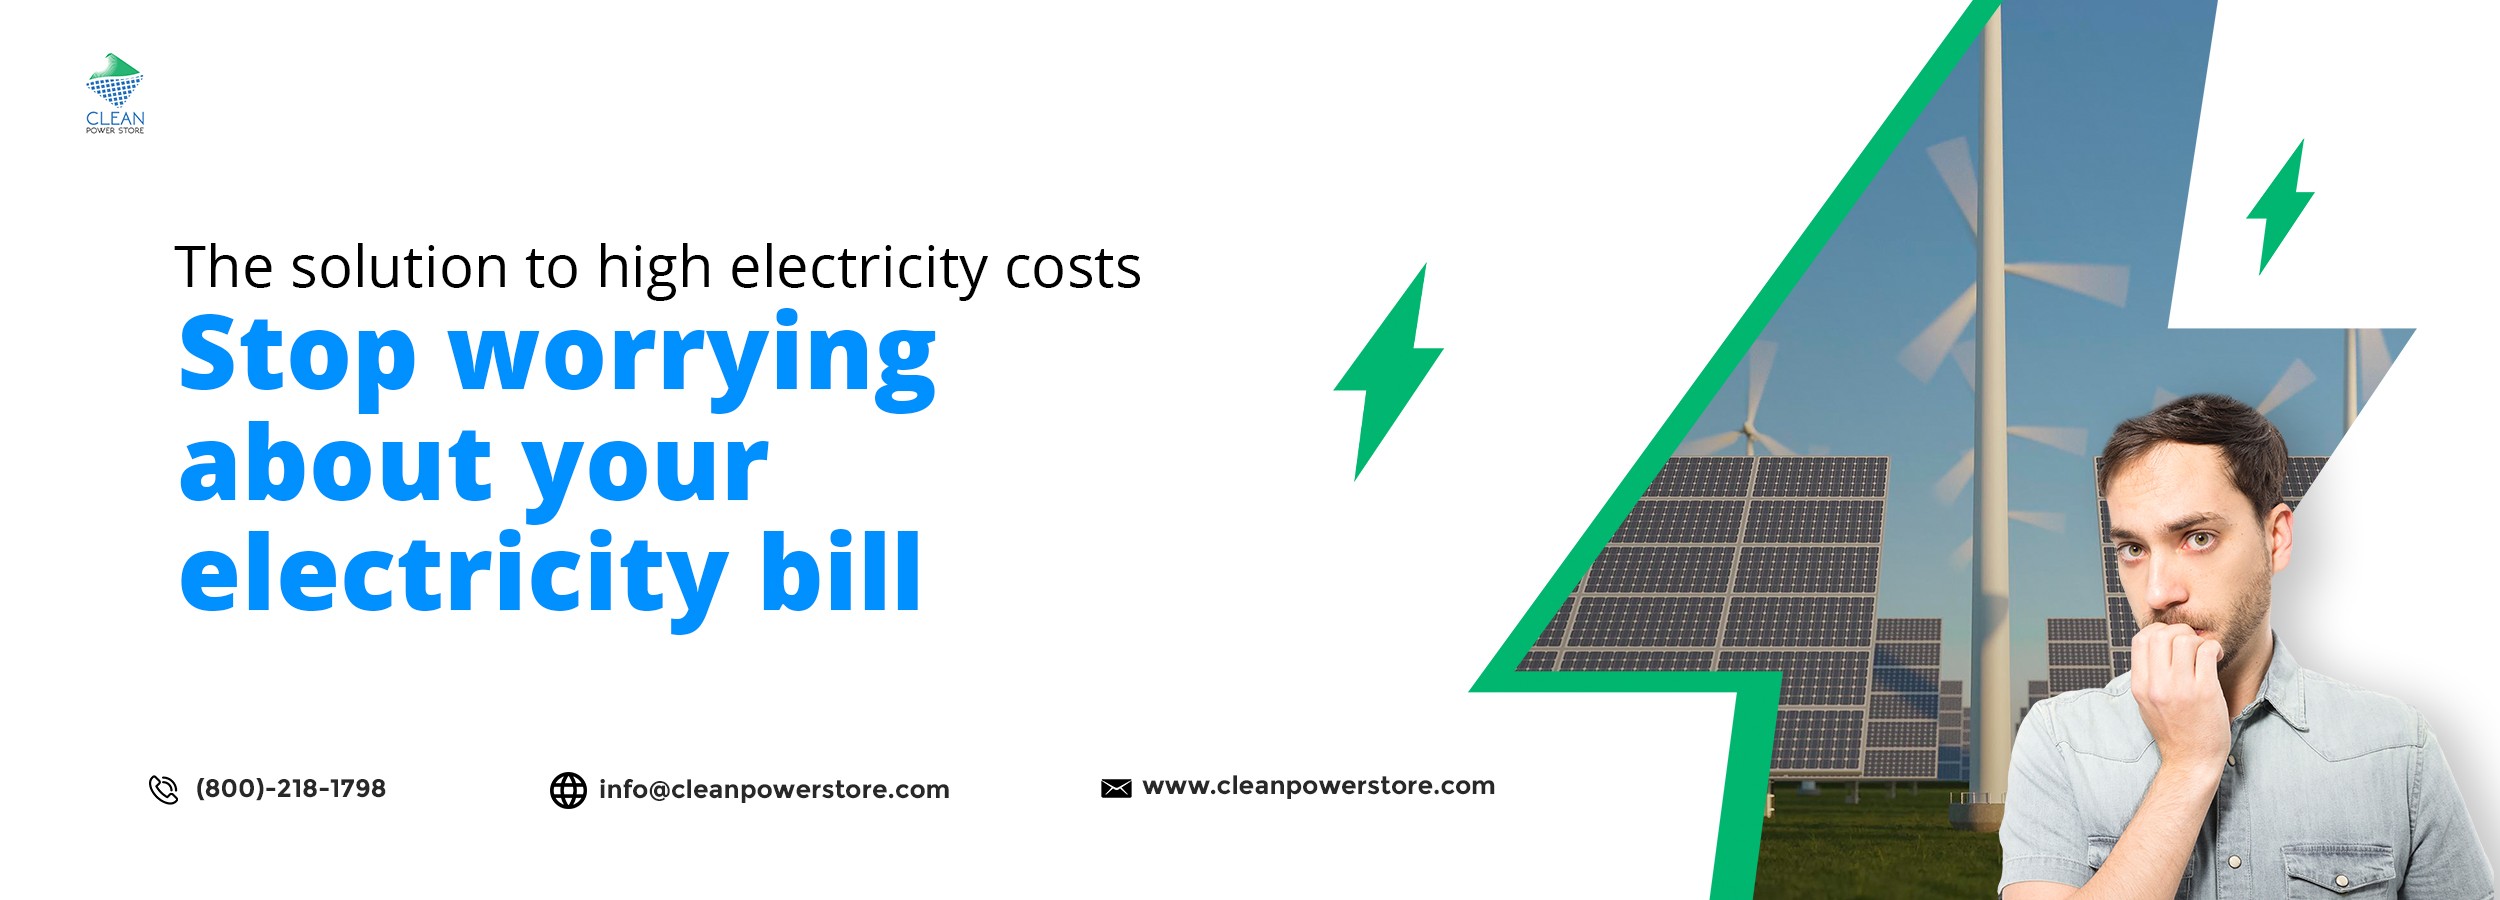 CLEAN
POWER STORE
The solution to high electricity costs
Stop worrying
about your
electricity bill
(800)-218-1798
info@cleanpowerstore.com
www.cleanpowerstore.com